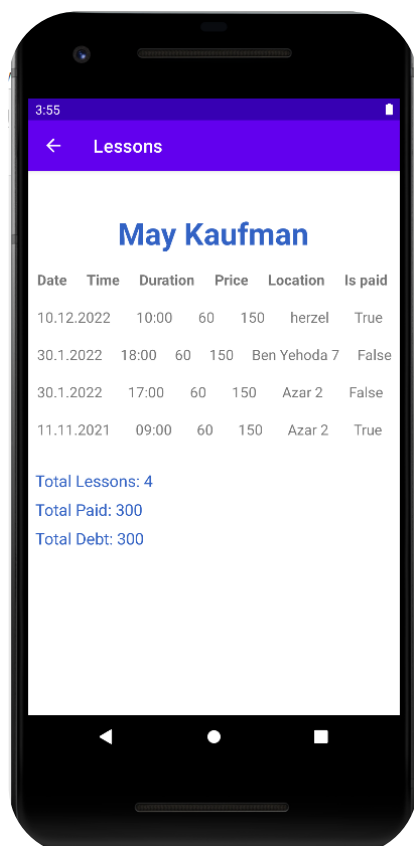 3:55
Lessons
May Kaufman
Date Time Duration Price Location Is paid
10.12.2022 10:00 60 150 herzel True
30.1.2022 18:00 60 150 Ben Yehoda 7 False
30.1.2022 17:00 60 150 Azar 2 False
11.11.2021 09:00 60 150 Azar 2 True
Total Lessons: 4
Total Paid: 300
Total Debt: 300